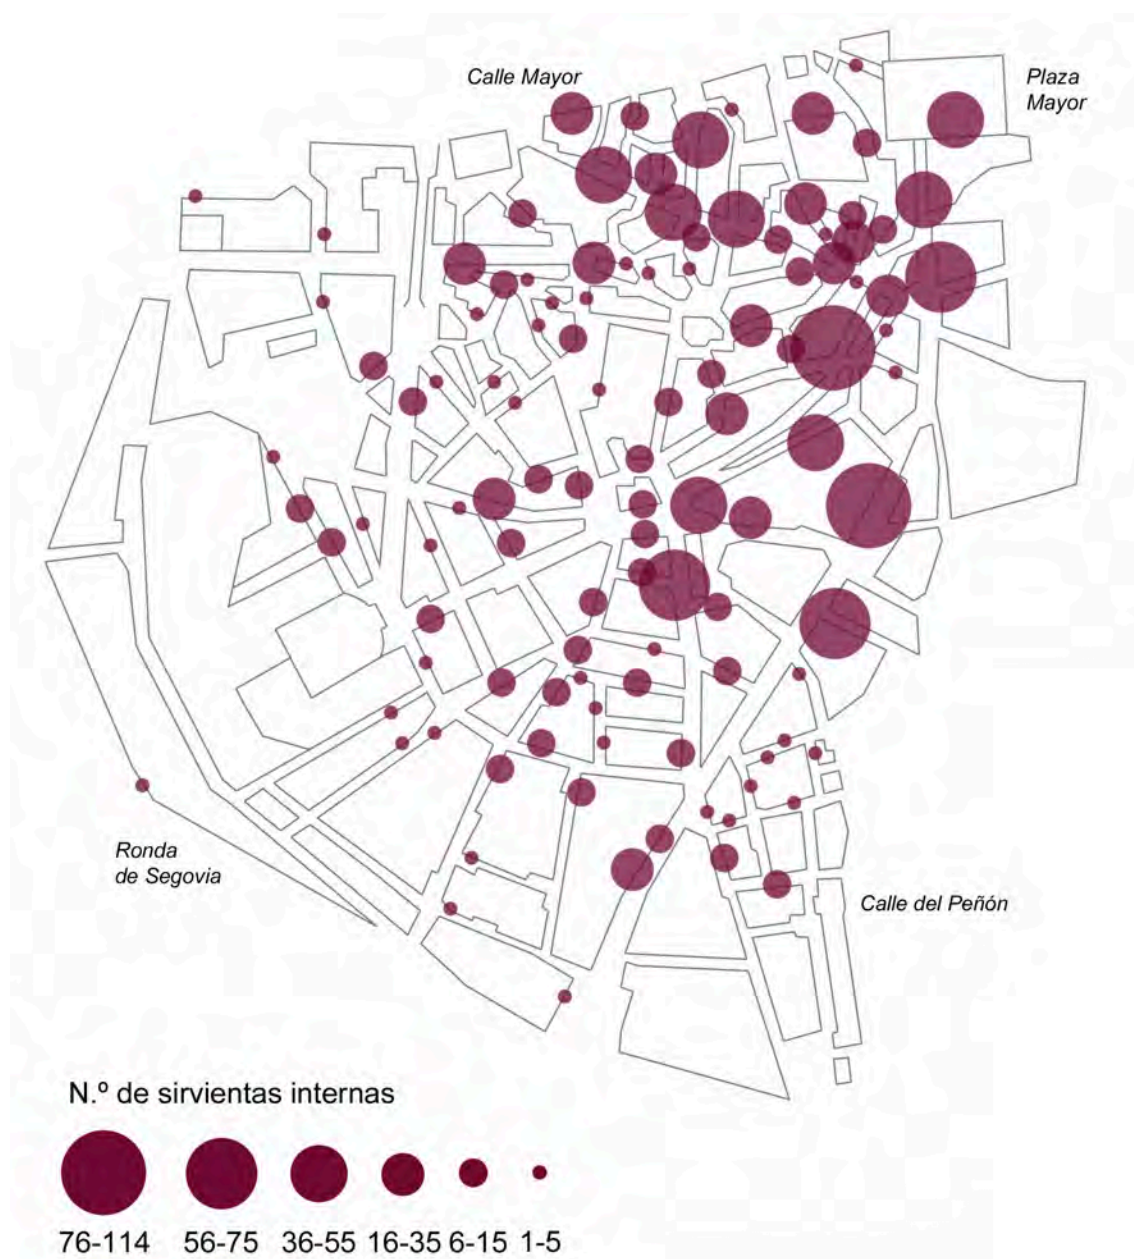 Calle Mayor
Plaza
Mayor
Ronda
de Segovia
Calle del Peñón
N.º de sirvientas internas
76-114 56-75 36-55 16-35 6-15 1-5